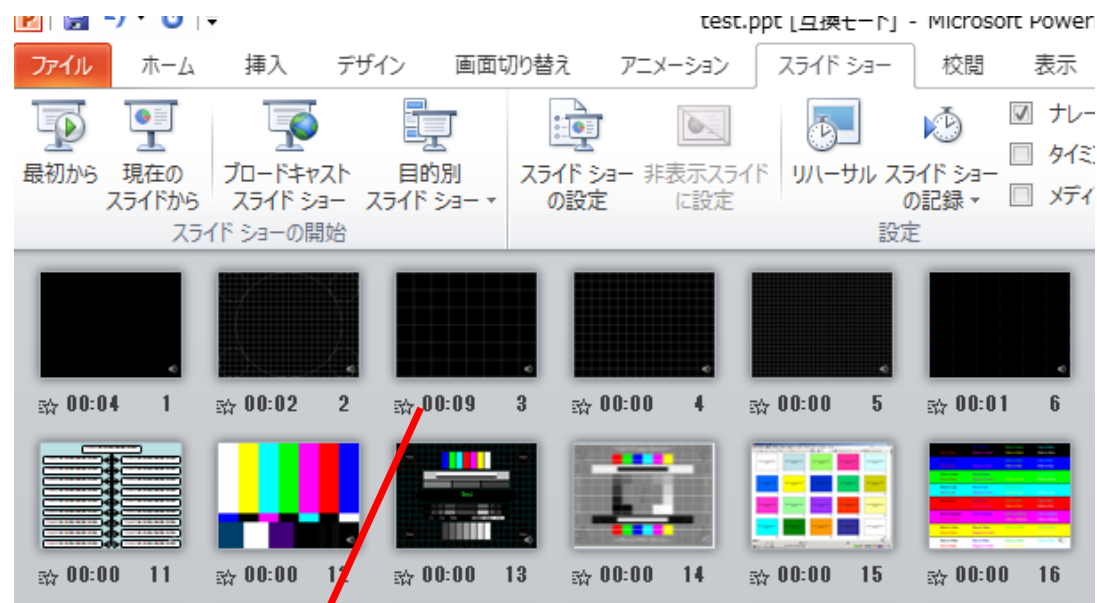 test.ppt [互換モード] - Microsoft Power
ファイル ホーム 挿入 デザイン 画面切り替え アニメーション スライド ショー 校閲 表示
最初から
現在の
スライドから
ブロードキャスト
スライド ショー
目的別
スライド ショー
スライド ショー
の設定
非表示スライド
に設定
リハーサル
スライド ショー
の記録
ナレー
タイミ
メディ
スライド ショーの開始
設定
00:04 1 00:02 2 00:09 3 00:00 4 00:00 5 00:01 6
00:00 11 00:00 12 00:00 13 00:00 14 00:00 15 00:00 16